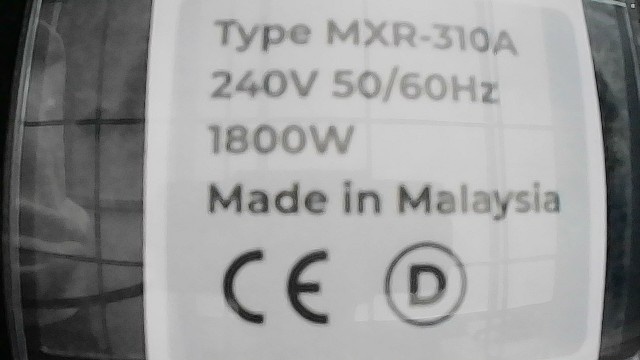 Type MXR-310A
240V 50/60Hz
1800W
Made in Malaysia
CE D